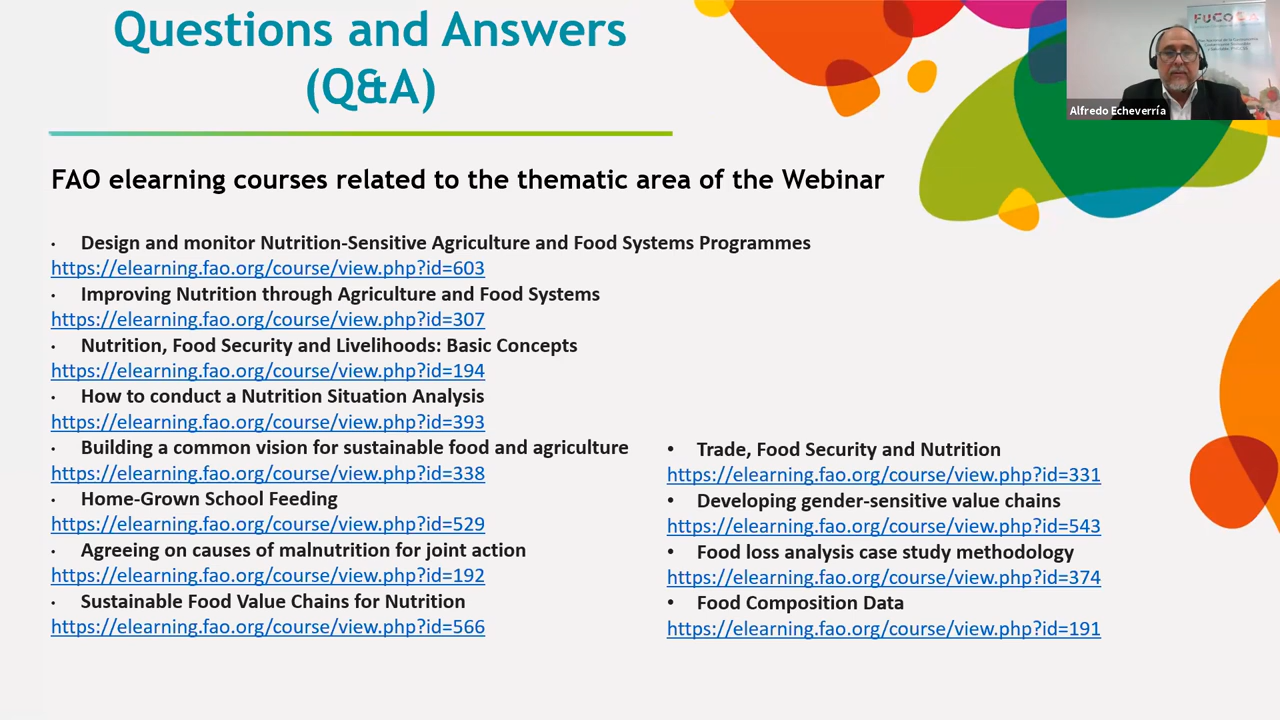 Questions and Answers
(Q&A)
FUCOSA
Alfredo Echeverría
FAO elearning courses related to the thematic area of the Webinar
· Design and monitor Nutrition-Sensitive Agriculture and Food Systems Programmes
https://elearning.fao.org/course/view.php?id=603
· Improving Nutrition through Agriculture and Food Systems
https://elearning.fao.org/course/view.php?id=307
· Nutrition, Food Security and Livelihoods: Basic Concepts
https://elearning.fao.org/course/view.php?id=194
· How to conduct a Nutrition Situation Analysis
https://elearning.fao.org/course/view.php?id=393
· Building a common vision for sustainable food and agriculture
https://elearning.fao.org/course/view.php?id=338
· Home-Grown School Feeding
https://elearning.fao.org/course/view.php?id=529
· Agreeing on causes of malnutrition for joint action
https://elearning.fao.org/course/view.php?id=192
· Sustainable Food Value Chains for Nutrition
https://elearning.fao.org/course/view.php?id=566
• Trade, Food Security and Nutrition
https://elearning.fao.org/course/view.php?id=331
• Developing gender-sensitive value chains
https://elearning.fao.org/course/view.php?id=543
• Food loss analysis case study methodology
https://elearning.fao.org/course/view.php?id=374
• Food Composition Data
https://elearning.fao.org/course/view.php?id=191